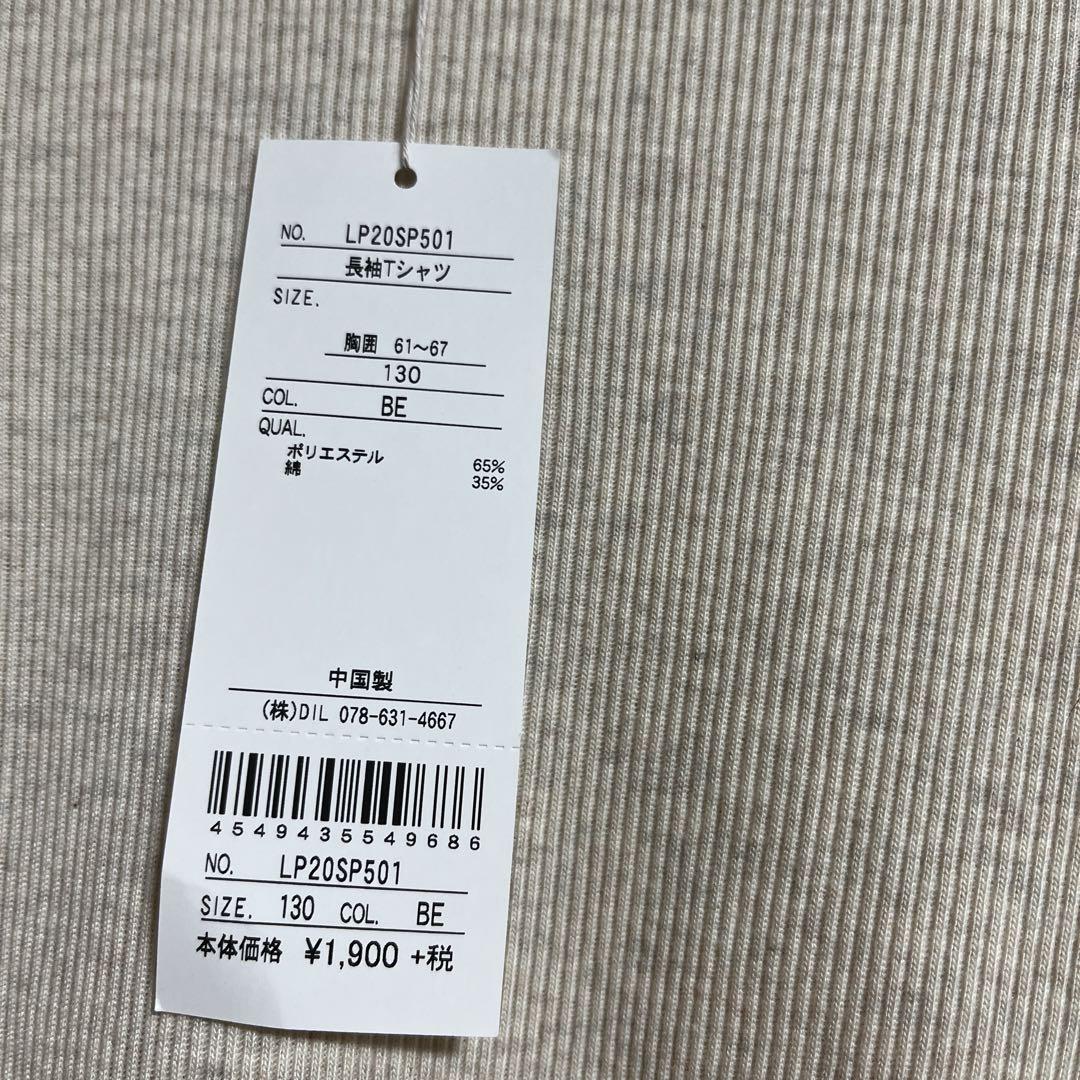 NO. LP20SP501
長袖Tシャツ
SIZE.
胸囲 61～67
130
COL. BE
QUAL.
ポリエステル 65%
綿 35%
中国製
(株)DIL 078-631-4667
4549435549686
NO. LP20SP501
SIZE. 130 COL. BE
本体価格 ¥1,900 +税